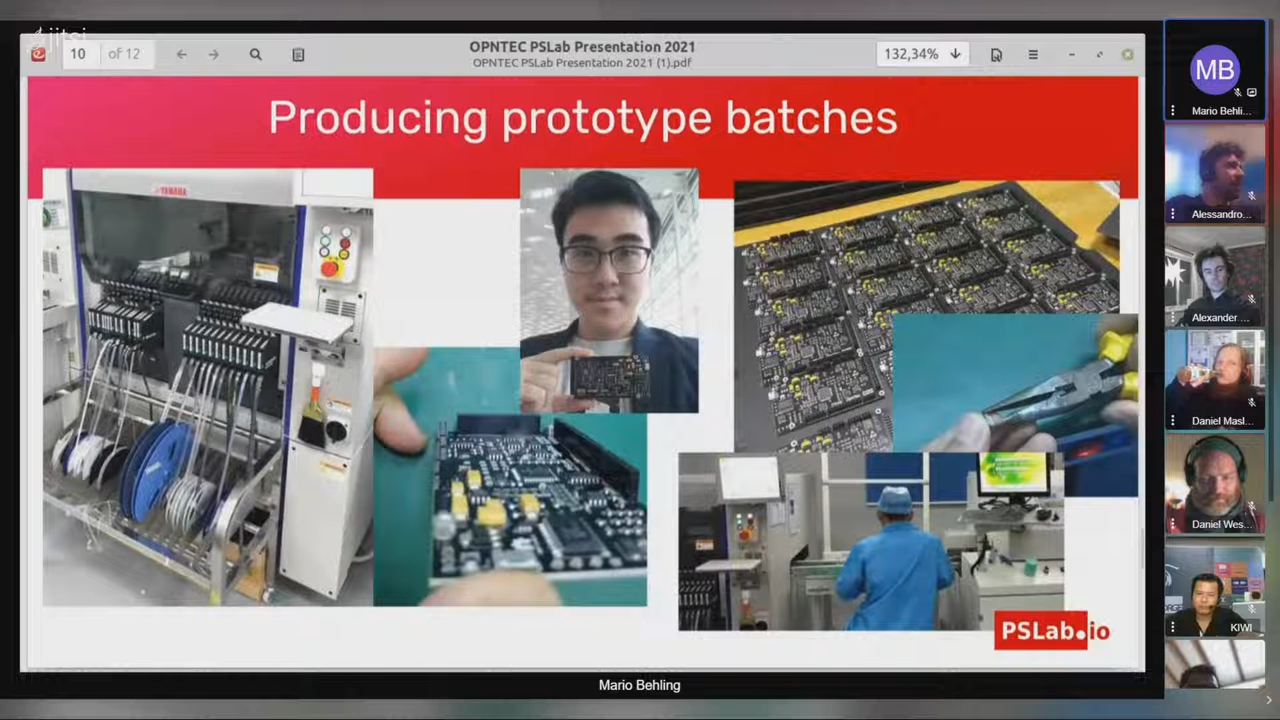 jitsi
10 of 12
OPNTEC PSLab Presentation 2021
OPNTEC PSLab Presentation 2021 (1).pdf
132,34%
Producing prototype batches
YAMAHA
PSLab.io
Mario Behling
MB
Mario Behli...
Alessandro...
Alexander ...
Daniel Masl...
Daniel Wes...
KIWI